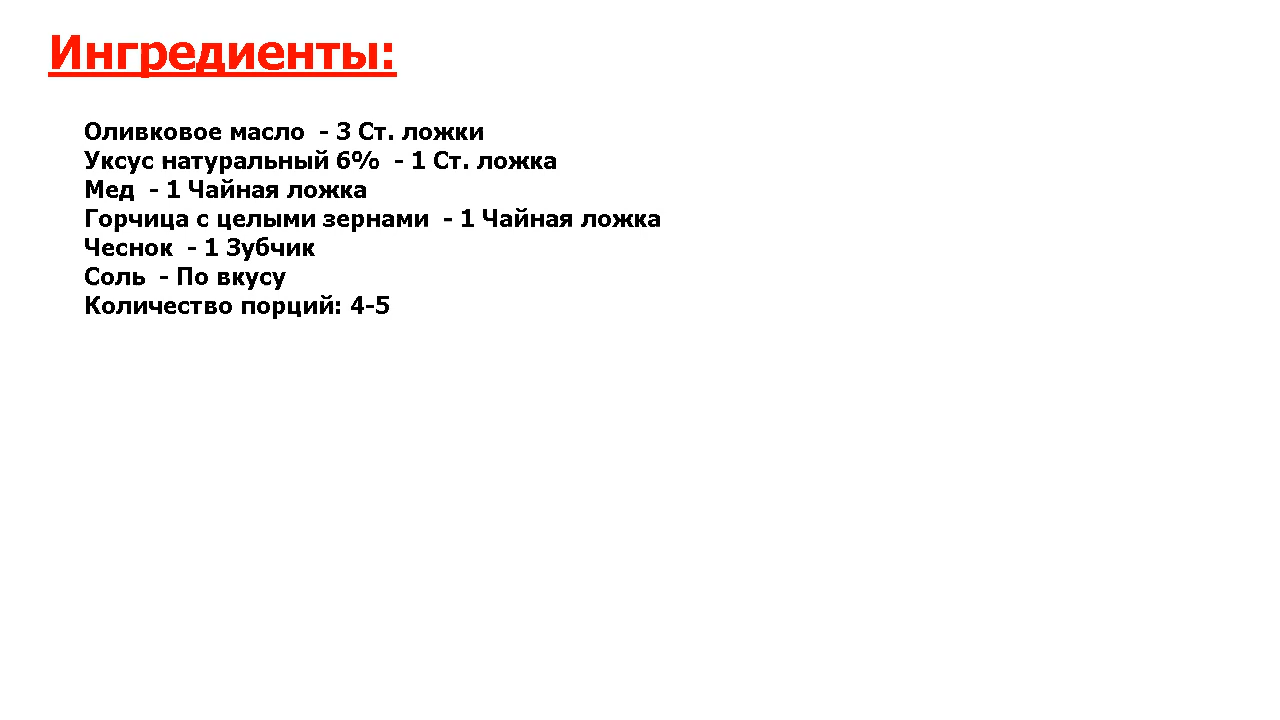 Ингредиенты:
Оливковое масло  - 3 Ст. ложки
Уксус натуральный 6%  - 1 Ст. ложка
Мед  - 1 Чайная ложка
Горчица с целыми зернами  - 1 Чайная ложка
Чеснок  - 1 Зубчик
Соль  - По вкусу
Количество порций: 4-5